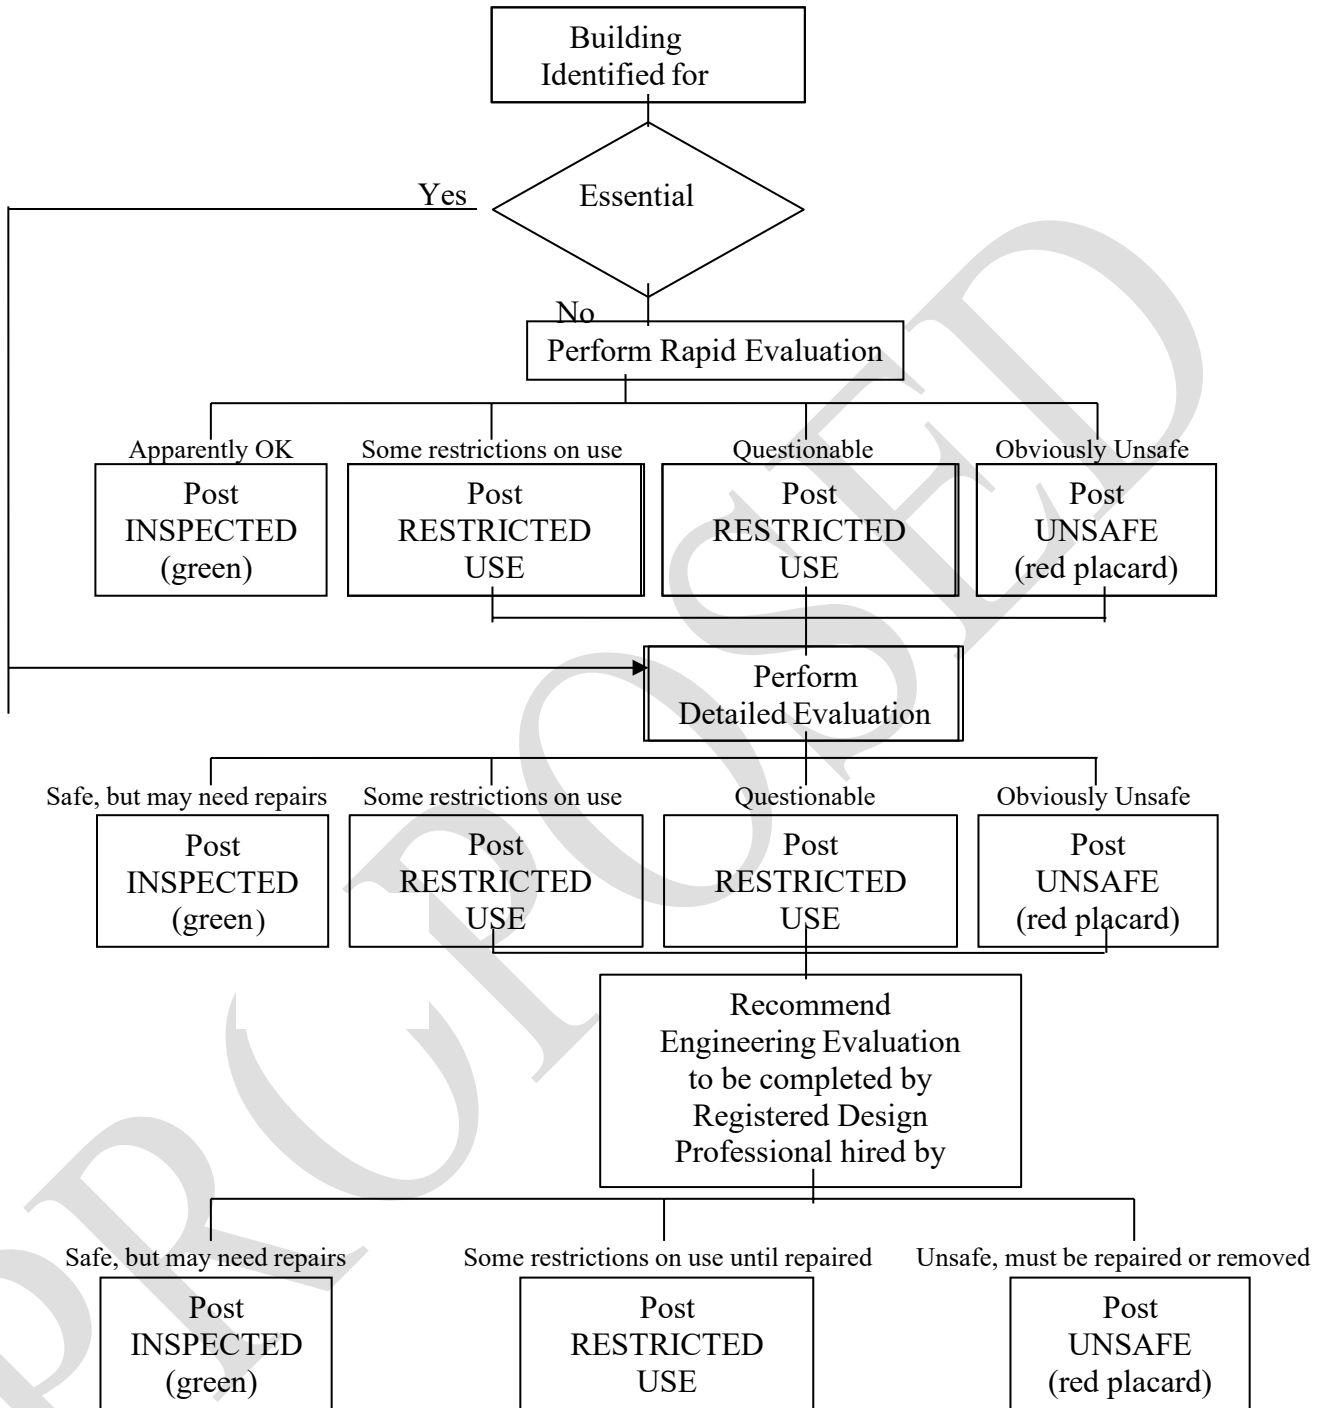 Building
Identified for
Essential
Yes
No
Perform Rapid Evaluation
Apparently OK
Some restrictions on use
Questionable
Obviously Unsafe
Post
INSPECTED
(green)
Post
RESTRICTED
USE
Post
RESTRICTED
USE
Post
UNSAFE
(red placard)
Perform
Detailed Evaluation
Safe, but may need repairs
Some restrictions on use
Questionable
Obviously Unsafe
Post
INSPECTED
(green)
Post
RESTRICTED
USE
Post
RESTRICTED
USE
Post
UNSAFE
(red placard)
Recommend
Engineering Evaluation
to be completed by
Registered Design
Professional hired by
Safe, but may need repairs
Some restrictions on use until repaired
Unsafe, must be repaired or removed
Post
INSPECTED
(green)
Post
RESTRICTED
USE
Post
UNSAFE
(red placard)
PROPOSED